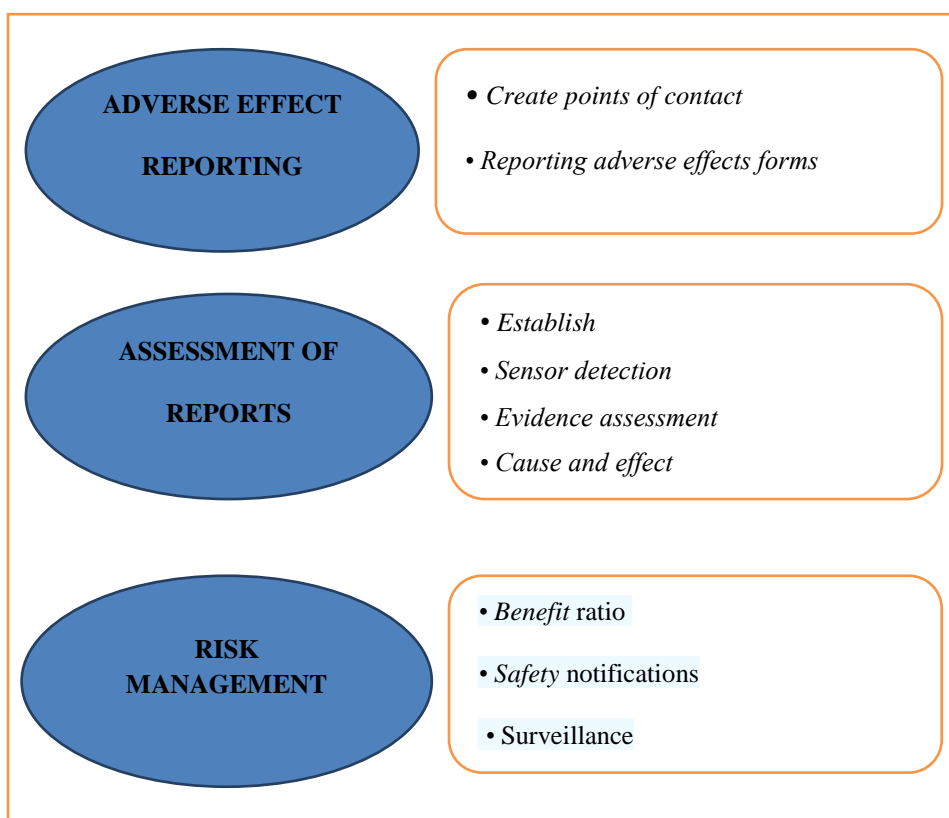 ADVERSE EFFECT
REPORTING
• Create points of contact
• Reporting adverse effects forms
ASSESSMENT OF
REPORTS
• Establish
• Sensor detection
• Evidence assessment
• Cause and effect
RISK
MANAGEMENT
• Benefit ratio
• Safety notifications
• Surveillance